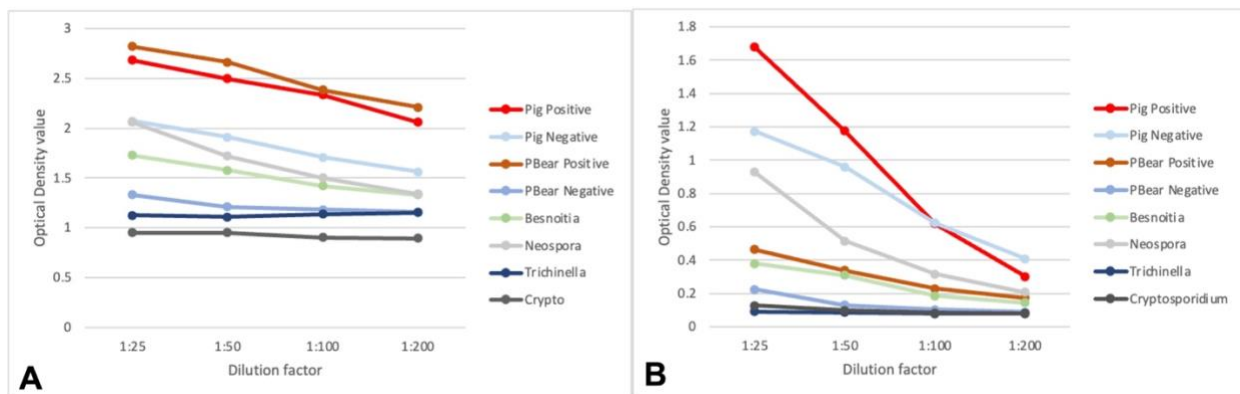 3
2.5
2
1.5
1
0.5
0
Optical Density value
1:25 1:50 1:100 1:200
Dilution factor
Pig Positive
Pig Negative
PBear Positive
PBear Negative
Besnoitia
Neospora
Trichinella
Crypto
A
1.8
1.6
1.4
1.2
1
0.8
0.6
0.4
0.2
0
Optical Density value
1:25 1:50 1:100 1:200
Dilution factor
Pig Positive
Pig Negative
PBear Positive
PBear Negative
Besnoitia
Neospora
Trichinella
Cryptosporidium
B